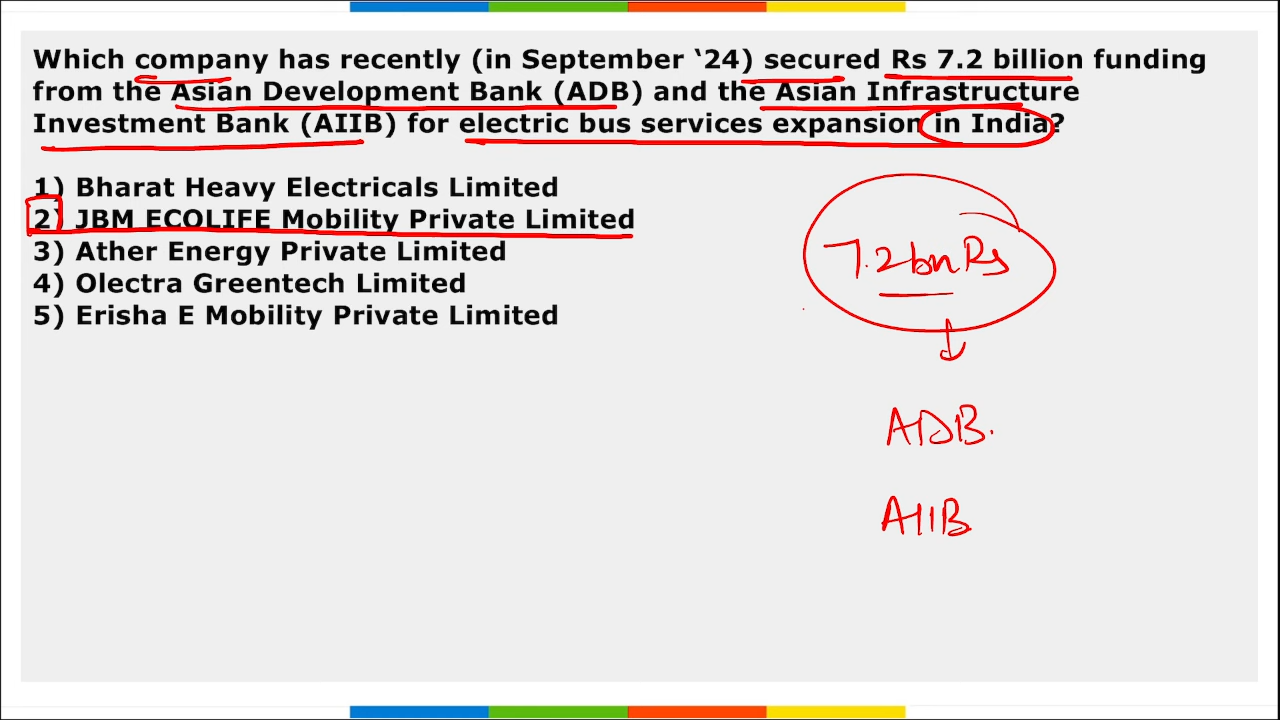 Which company has recently (in September ‘24) secured Rs 7.2 billion funding
from the Asian Development Bank (ADB) and the Asian Infrastructure
Investment Bank (AIIB) for electric bus services expansion in India?
1) Bharat Heavy Electricals Limited
2) JBM ECOLIFE Mobility Private Limited
3) Ather Energy Private Limited
4) Olectra Greentech Limited
5) Erisha E Mobility Private Limited
7.2bn Rs
ADB.
AIIB